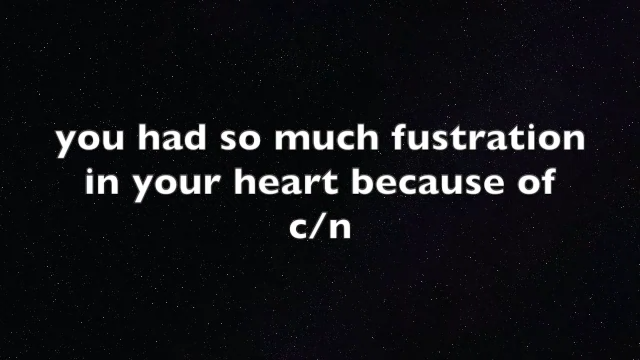 you had so much fustration
in your heart because of
c/n